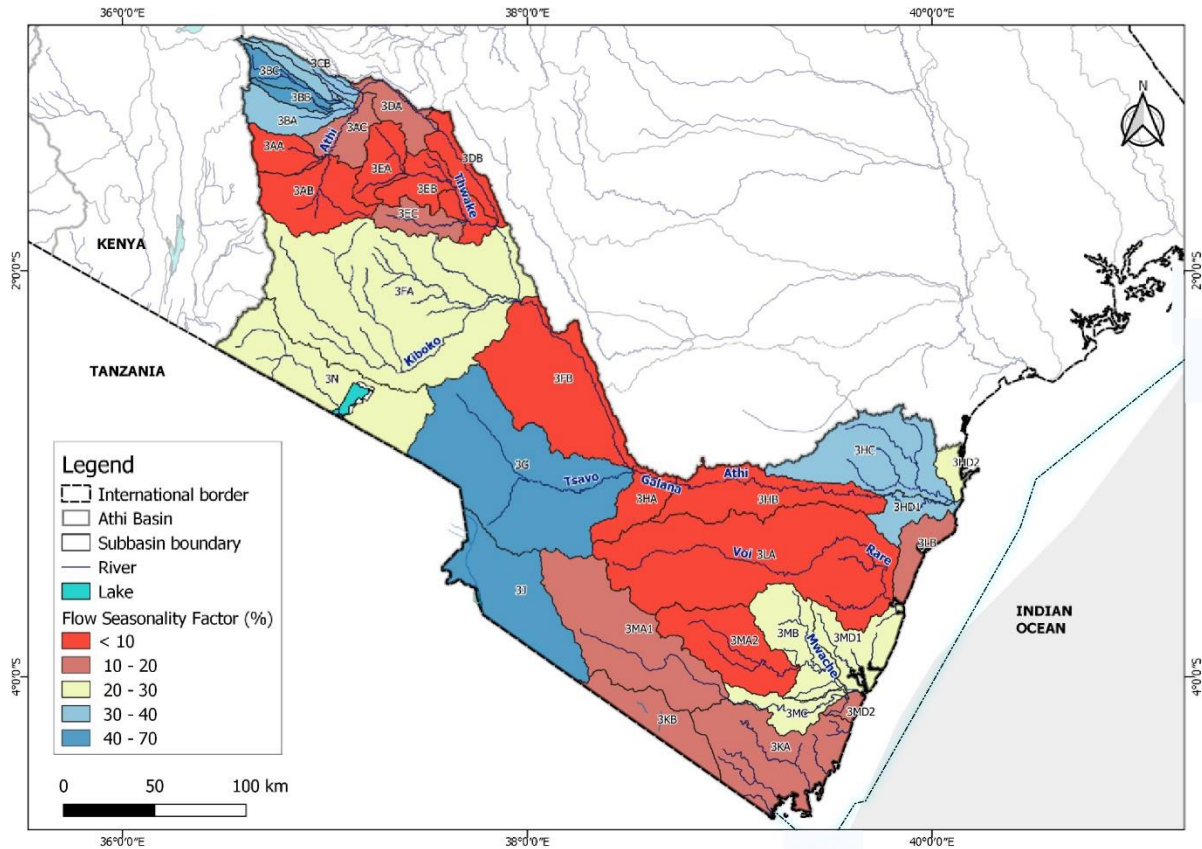 36°0'0"E
38°0'0"E
40°0'0"E
3CB
3BC
3BB
3BA
3DA
3AC
Athi
3AA
3DB
3EA
3AB
3EB
Thwake
3EC
N
KENYA
2°0'0"S
2°0'0"S
3FA
Kiboko
TANZANIA
3N
3FB
3HC
3HD2
3G
Tsavo
Galana
Athi
3HA
3HB
3HD1
3LB
Voi
3LA
Rare
3J
3MA1
3MA2
3MB
3MD1
Mwache
INDIAN
OCEAN
4°0'0"S
4°0'0"S
3MC
3MD2
3KB
3KA
Legend
International border
Athi Basin
Subbasin boundary
River
Lake
Flow Seasonality Factor (%)
< 10
10 - 20
20 - 30
30 - 40
40 - 70
0
50
100 km
36°0'0"E
38°0'0"E
40°0'0"E